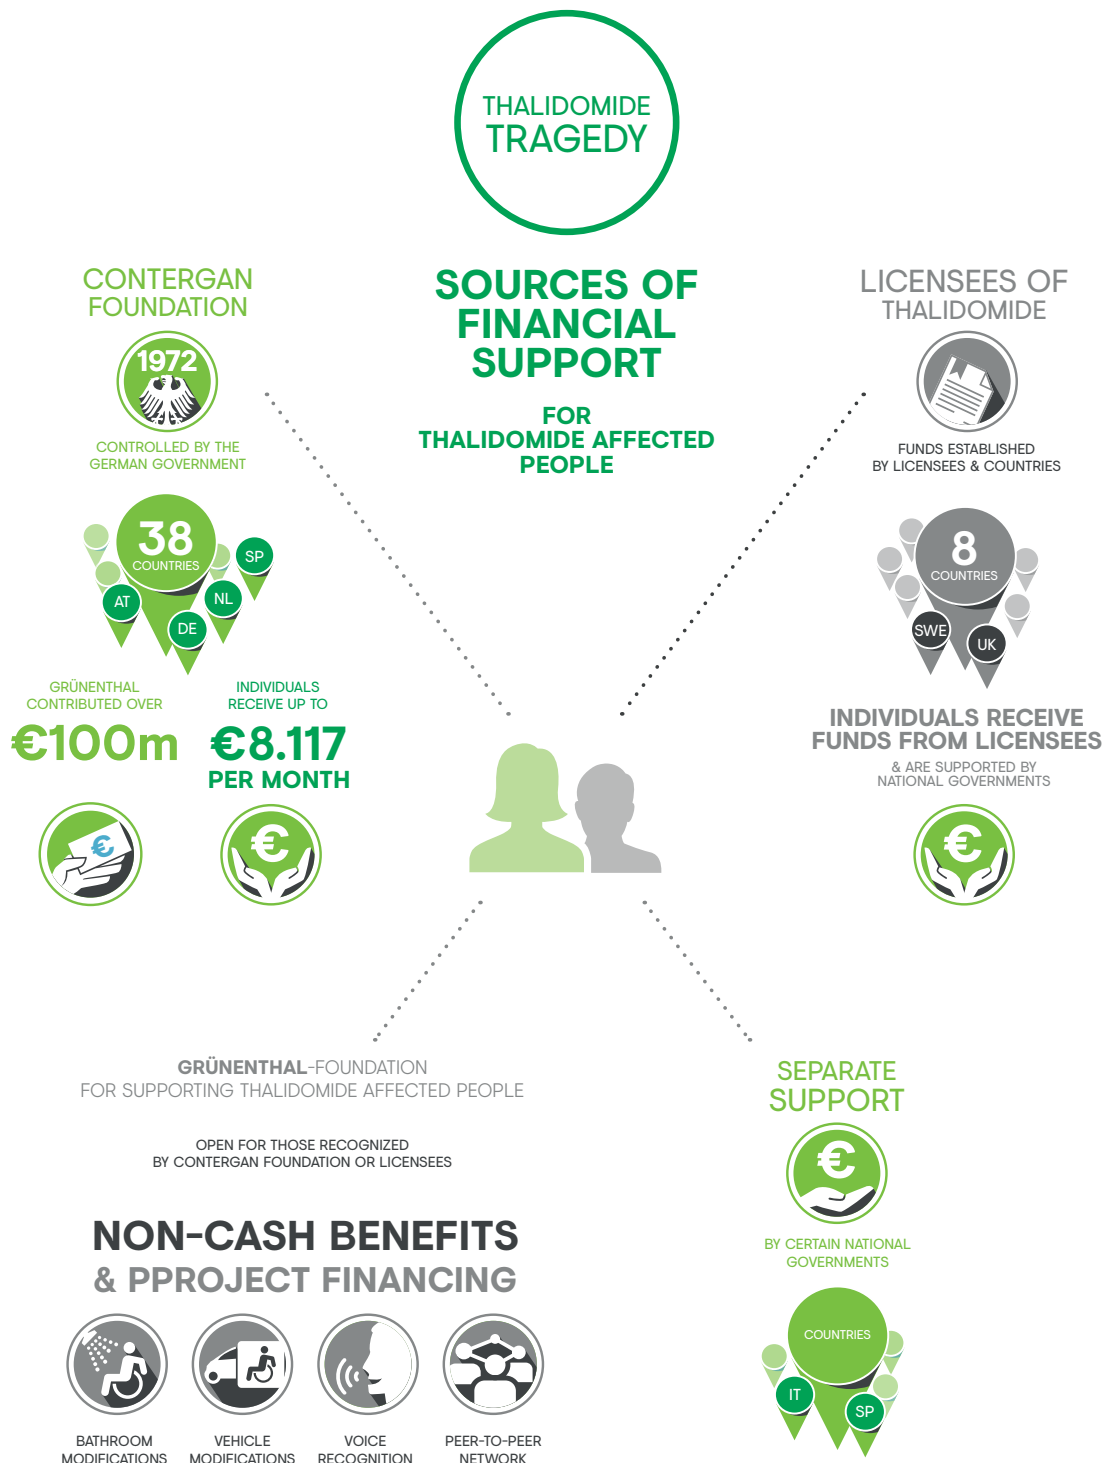 THALIDOMIDE
TRAGEDY
SOURCES OF
FINANCIAL
SUPPORT
FOR
THALIDOMIDE AFFECTED
PEOPLE
CONTERGAN
FOUNDATION
1972
CONTROLLED BY THE
GERMAN GOVERNMENT
38
COUNTRIES
SP
AT
NL
DE
GRÜNENTHAL
CONTRIBUTED OVER
€100m
INDIVIDUALS
RECEIVE UP TO
€8.117
PER MONTH
€
€
LICENSEES OF
THALIDOMIDE
FUNDS ESTABLISHED
BY LICENSEES & COUNTRIES
8
COUNTRIES
SWE
UK
INDIVIDUALS RECEIVE
FUNDS FROM LICENSEES
& ARE SUPPORTED BY
NATIONAL GOVERNMENTS
€
GRÜNENTHAL-FOUNDATION
FOR SUPPORTING THALIDOMIDE AFFECTED PEOPLE
OPEN FOR THOSE RECOGNIZED
BY CONTERGAN FOUNDATION OR LICENSEES
NON-CASH BENEFITS
& PPROJECT FINANCING
BATHROOM
MODIFICATIONS
VEHICLE
MODIFICATIONS
VOICE
RECOGNITION
PEER-TO-PEER
NETWORK
SEPARATE
SUPPORT
€
BY CERTAIN NATIONAL
GOVERNMENTS
COUNTRIES
IT
SP